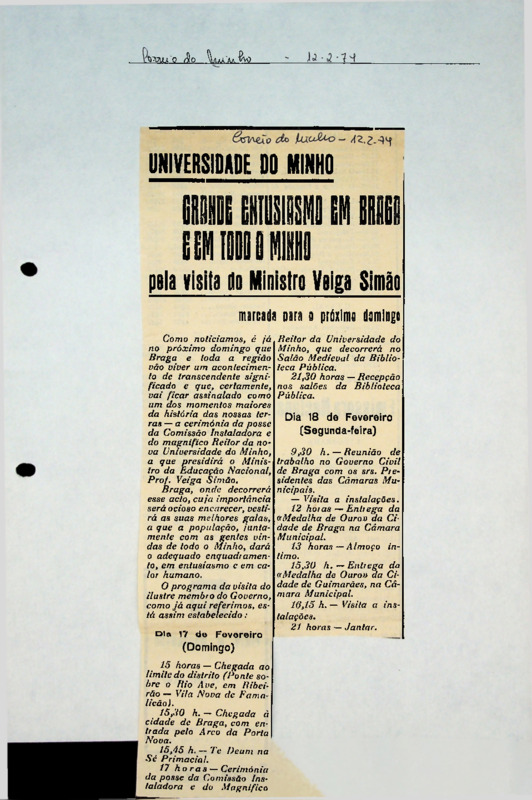 Correio do Minho - 12-2-74
Correio do Minho - 12.2.74
UNIVERSIDADE DO MINHO
GRANDE ENTUSIASMO EM BRAGA
E EM TODO O MINHO
pela visita do Ministro Veiga Simão
marcada para o próximo domingo
Como noticiamos, é já
no próximo domingo que
Braga e toda a região
vão viver um acontecimen-
to de transcendente signi-
ficado e que, certamente,
vai ficar assinalado como
um dos momentos maiores
da história das nossas ter-
ras — a cerimónia da posse
da Comissão Instaladora e
do magnífico Reitor da no-
va Universidade do Minho,
a que presidirá o Minis-
tro da Educação Nacional,
Prof. Veiga Simão.
Braga, onde decorrerá
esse acto, cuja importância
será ocioso encarecer, vesti-
rá as suas melhores galas,
a que a população, junta-
mente com as gentes vin-
das de todo o Minho, dará
o adequado enquadramen-
to, em entusiasmo e em ca-
lor humano.
O programa da visita do
ilustre membro do Governo,
como já aqui referimos, es-
tá assim estabelecido:
Dia 17 de Fevereiro
(Domingo)
15 horas — Chegada ao
limite do distrito (Ponte so-
bre o Rio Ave, em Ribei-
rão — Vila Nova de Fama-
licão).
15,30 h. — Chegada à
cidade de Braga, com en-
trada pelo Arco da Porta
Nova.
15,45 h. — Te Deum na
Sé Primacial.
17 horas — Cerimónia
da posse da Comissão Ins-
taladora e do Magnífico
Reitor da Universidade do
Minho, que decorrerá no
Salão Medieval da Biblio-
teca Pública.
21,30 horas — Recepção
nos salões da Biblioteca
Pública.
Dia 18 de Fevereiro
(Segunda-feira)
9,30 h. — Reunião de
trabalho no Governo Civil
de Braga com os srs. Pre-
sidentes das Câmaras Mu-
nicipais.
— Visita a instalações.
12 horas — Entrega da
«Medalha de Ouro» da Ci-
dade de Braga na Câmara
Municipal.
13 horas — Almoço ín-
timo.
15,30 h. — Entrega da
«Medalha de Ouro» da Ci-
dade de Guimarães, na Câ-
mara Municipal.
16,15 h. — Visita a ins-
talações.
21 horas — Jantar.